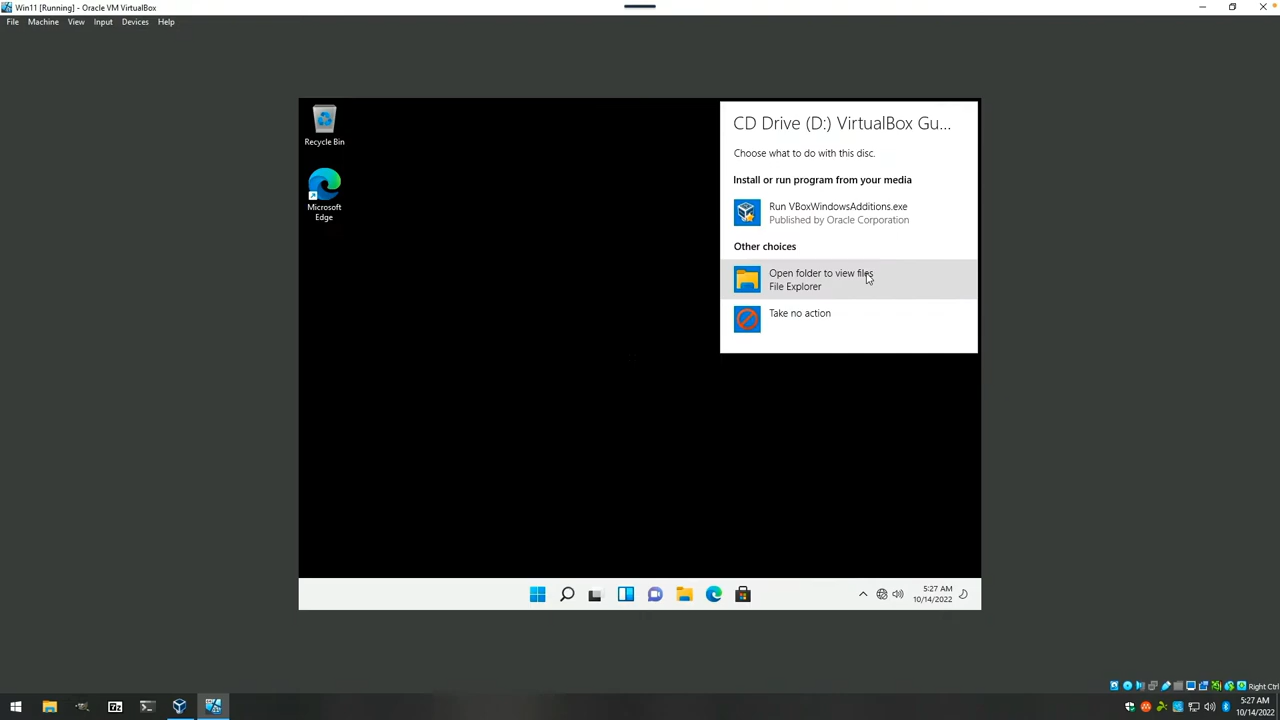 Win11 [Running] - Oracle VM VirtualBox
File Machine View Input Devices Help
Recycle Bin
Microsoft
Edge
CD Drive (D:) VirtualBox Gu...
Choose what to do with this disc.
Install or run program from your media
Run VBoxWindowsAdditions.exe
Published by Oracle Corporation
Other choices
Open folder to view files
File Explorer
Take no action
5:27 AM
10/14/2022
Right Ctrl
5:27 AM
10/14/2022